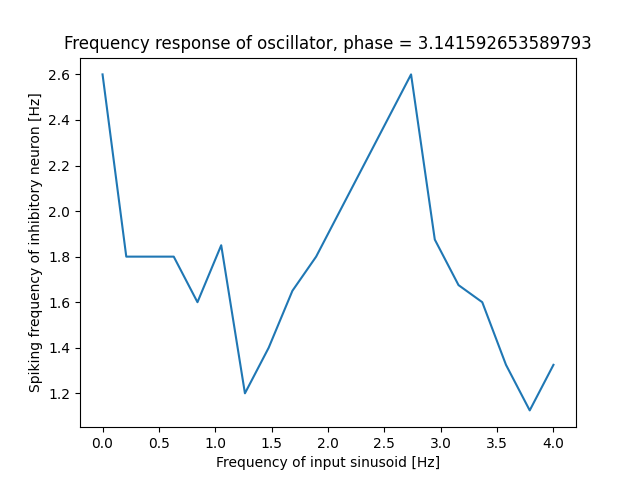 Frequency response of oscillator, phase = 3.141592653589793
Spiking frequency of inhibitory neuron [Hz]
2.6
2.4
2.2
2.0
1.8
1.6
1.4
1.2
0.0 0.5 1.0 1.5 2.0 2.5 3.0 3.5 4.0
Frequency of input sinusoid [Hz]